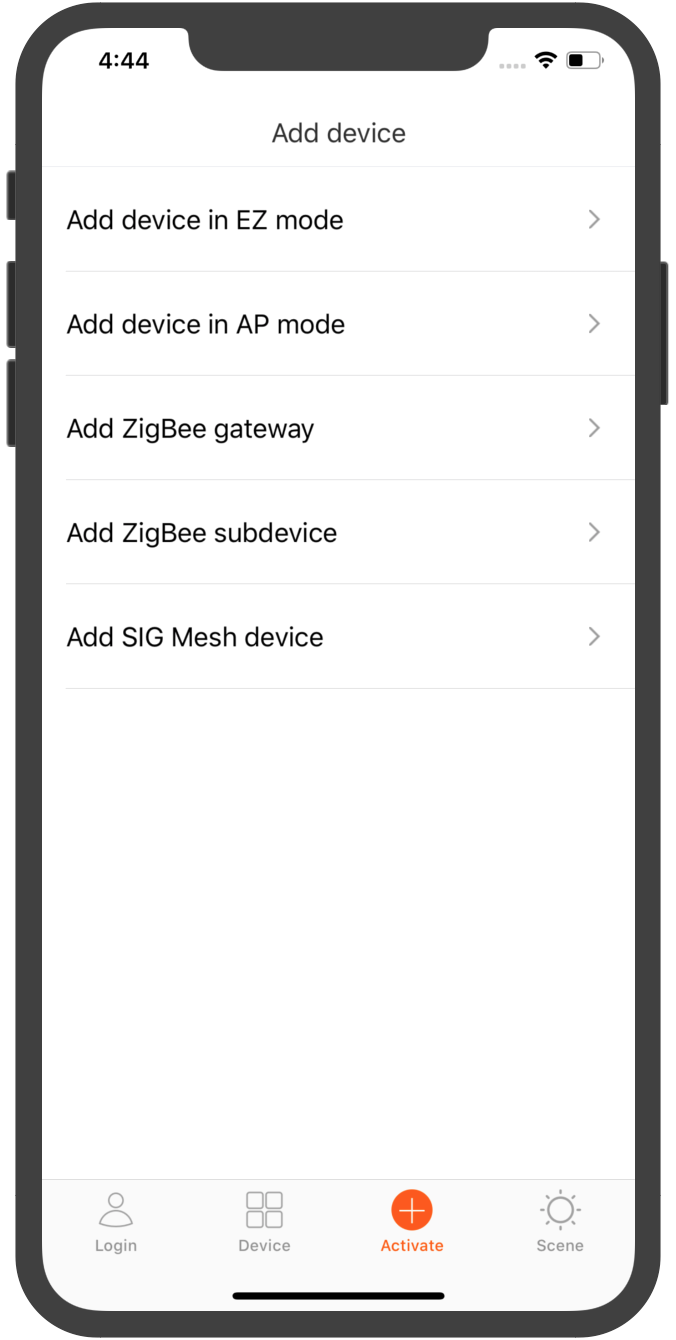 4:44
Add device
Add device in EZ mode
Add device in AP mode
Add ZigBee gateway
Add ZigBee subdevice
Add SIG Mesh device
Login Device Activate Scene